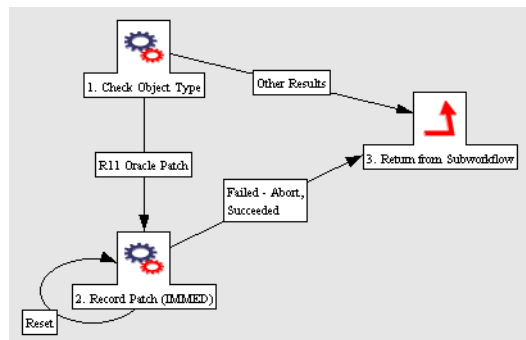 1. Check Object Type
Other Results
3. Return from Subworkflow
R11 Oracle Patch
Failed - Abort,
Succeeded
2. Record Patch (IMMED)
Reset